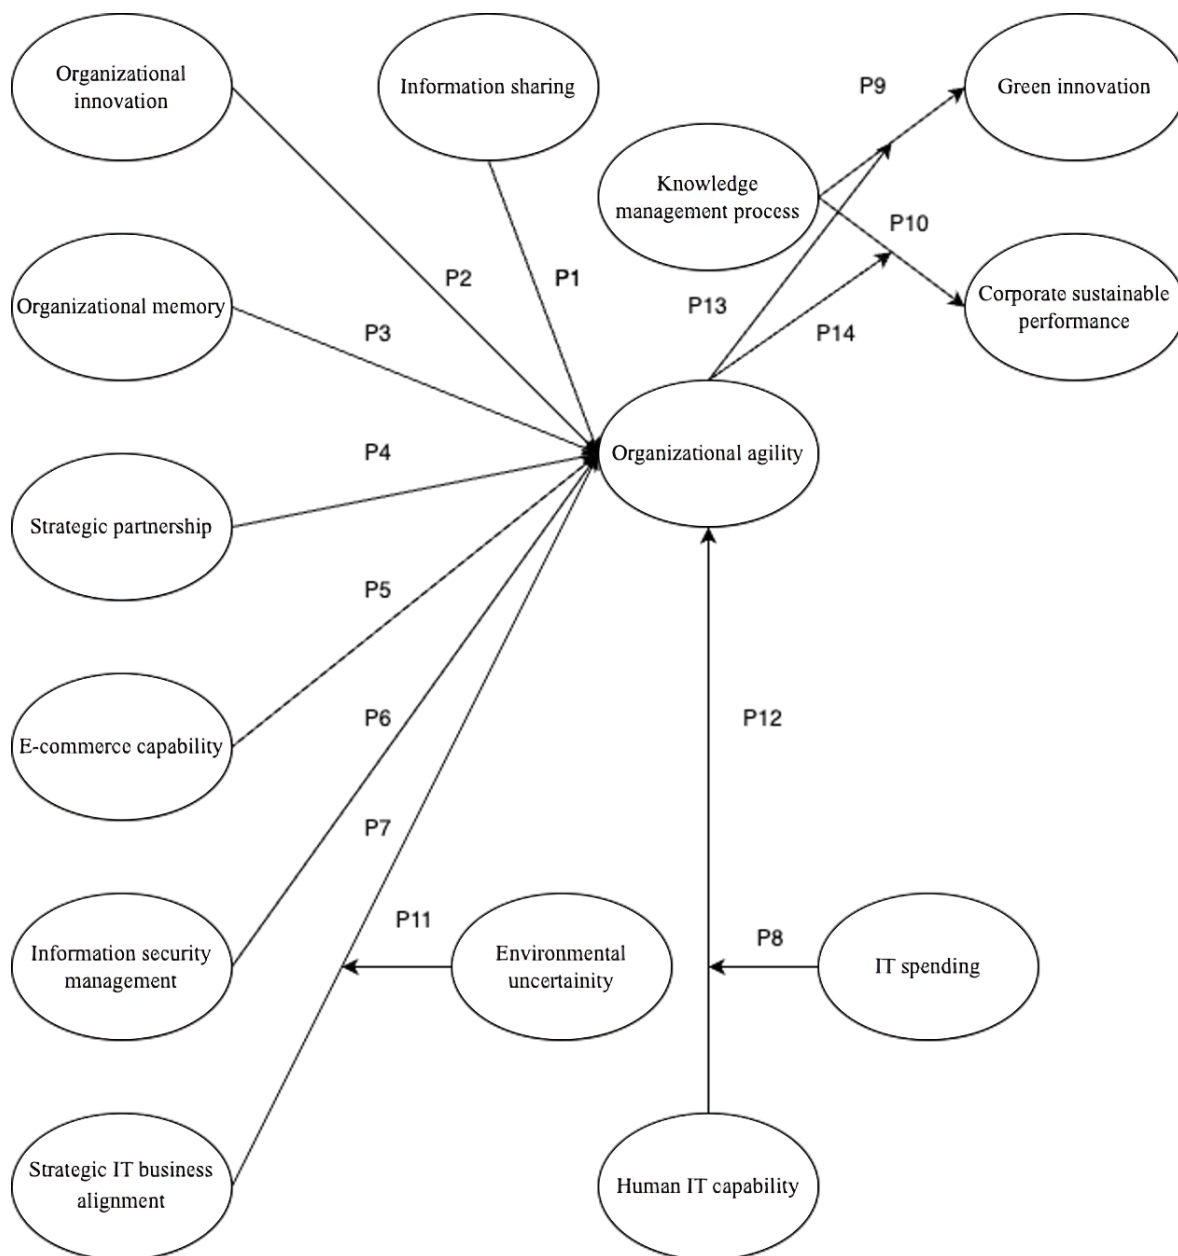 Organizational
innovation
Information sharing
P9
Green innovation
Knowledge
management process
P10
P2
P1
P13
Organizational memory
P3
P14
Corporate sustainable
performance
P4
Organizational agility
Strategic partnership
P5
P6
P12
E-commerce capability
P7
P11
P8
Information security
management
Environmental
uncertainity
IT spending
Strategic IT business
alignment
Human IT capability